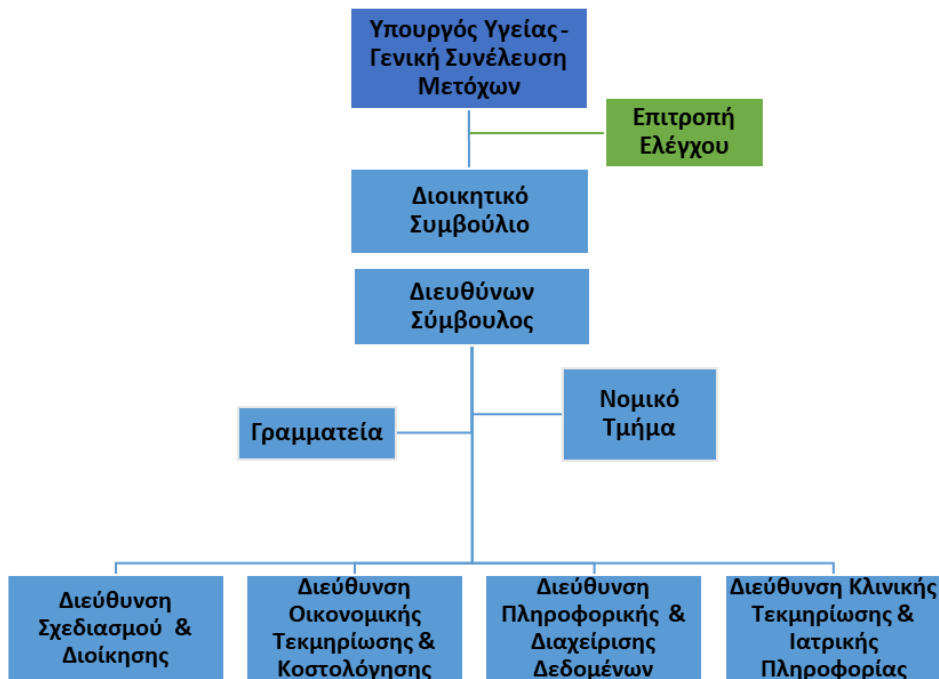 Υπουργός Υγείας -
Γενική Συνέλευση
Μετόχων
Επιτροπή
Ελέγχου
Διοικητικό
Συμβούλιο
Διευθύνων
Σύμβουλος
Νομικό
Τμήμα
Γραμματεία
Διεύθυνση
Σχεδιασμού &
Διοίκησης
Διεύθυνση
Οικονομικής
Τεκμηρίωσης &
Κοστολόγησης
Διεύθυνση
Πληροφορικής &
Διαχείρισης
Δεδομένων
Διεύθυνση Κλινικής
Τεκμηρίωσης &
Ιατρικής
Πληροφορίας